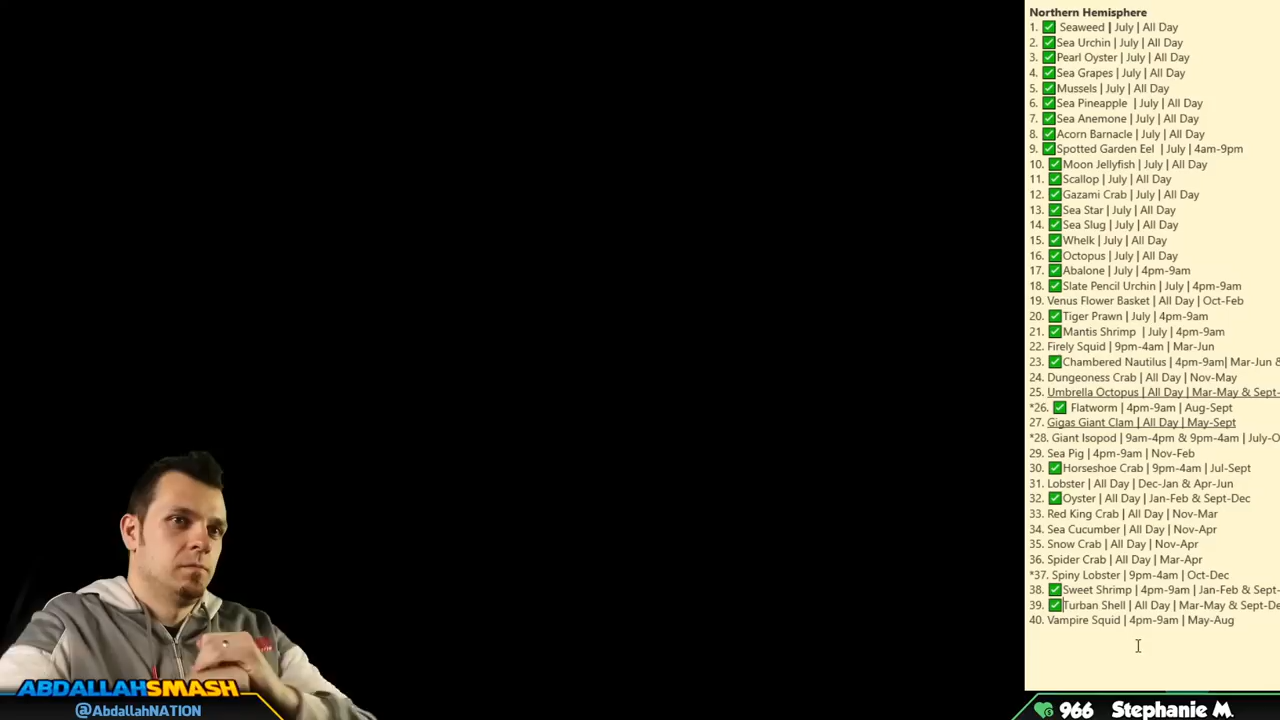 Northern Hemisphere
1. ✅ Seaweed | July | All Day
2. ✅Sea Urchin | July | All Day
3. ✅Pearl Oyster | July | All Day
4. ✅Sea Grapes | July | All Day
5. ✅Mussels | July | All Day
6. ✅Sea Pineapple | July | All Day
7. ✅Sea Anemone | July | All Day
8. ✅Acorn Barnacle | July | All Day
9. ✅Spotted Garden Eel | July | 4am-9pm
10. ✅Moon Jellyfish | July | All Day
11. ✅Scallop | July | All Day
12. ✅Gazami Crab | July | All Day
13. ✅Sea Star | July | All Day
14. ✅Sea Slug | July | All Day
15. ✅Whelk | July | All Day
16. ✅Octopus | July | All Day
17. ✅Abalone | July | 4pm-9am
18. ✅Slate Pencil Urchin | July | 4pm-9am
19. Venus Flower Basket | All Day | Oct-Feb
20. ✅Tiger Prawn | July | 4pm-9am
21. ✅Mantis Shrimp | July | 4pm-9am
22. Firely Squid | 9pm-4am | Mar-Jun
23. ✅Chambered Nautilus | 4pm-9am| Mar-Jun &
24. Dungeoness Crab | All Day | Nov-May
25. Umbrella Octopus | All Day | Mar-May & Sept-
*26. ✅ Flatworm | 4pm-9am | Aug-Sept
27. Gigas Giant Clam | All Day | May-Sept
*28. Giant Isopod | 9am-4pm & 9pm-4am | July-O
29. Sea Pig | 4pm-9am | Nov-Feb
30. ✅Horseshoe Crab | 9pm-4am | Jul-Sept
31. Lobster | All Day | Dec-Jan & Apr-Jun
32. ✅Oyster | All Day | Jan-Feb & Sept-Dec
33. Red King Crab | All Day | Nov-Mar
34. Sea Cucumber | All Day | Nov-Apr
35. Snow Crab | All Day | Nov-Apr
36. Spider Crab | All Day | Mar-Apr
*37. Spiny Lobster | 9pm-4am | Oct-Dec
38. ✅Sweet Shrimp | 4pm-9am | Jan-Feb & Sept-
39. ✅Turban Shell | All Day | Mar-May & Sept-De
40. Vampire Squid | 4pm-9am | May-Aug
ABDALLAHSMASH
@AbdallahNATION
966 Stephanie M.